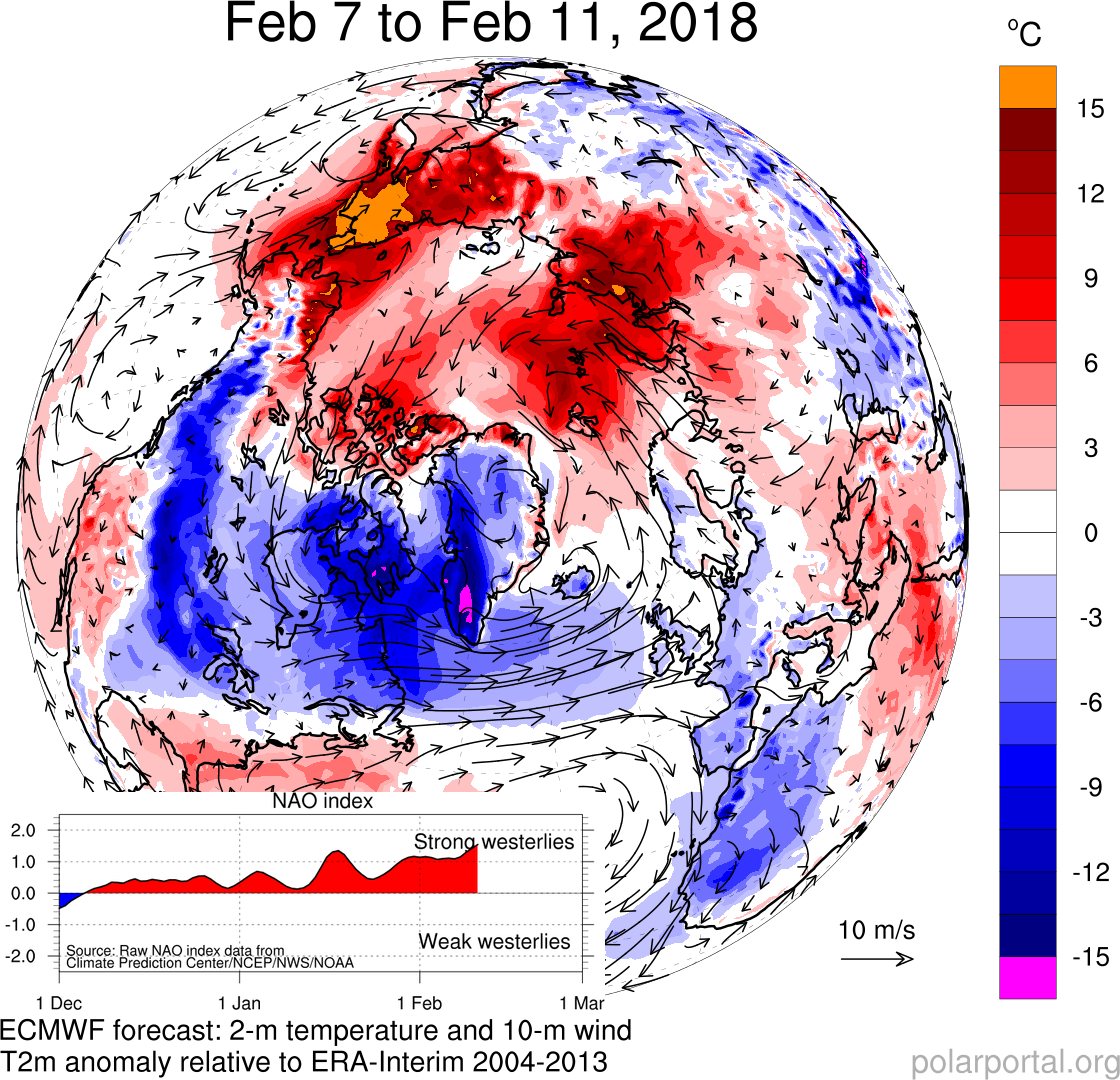 Feb 7 to Feb 11, 2018
oC
15
12
9
6
3
0
-3
-6
-9
-12
-15
10 m/s
NAO index
2.0
1.0
0.0
-1.0
-2.0
Strong westerlies
Weak westerlies
Source: Raw NAO index data from
Climate Prediction Center/NCEP/NWS/NOAA
1 Dec 1 Jan 1 Feb 1 Mar
ECMWF forecast: 2-m temperature and 10-m wind
T2m anomaly relative to ERA-Interim 2004-2013
polarportal.org